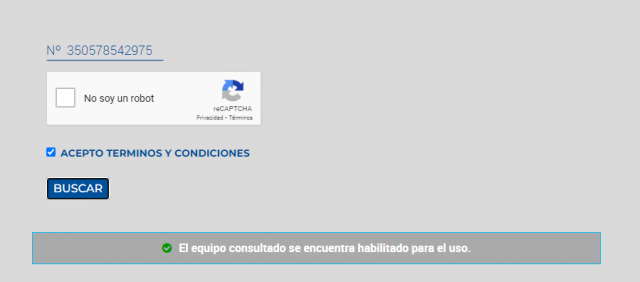 Nº 350578542975
No soy un robot
reCAPTCHA
Privacidad - Términos
ACEPTO TERMINOS Y CONDICIONES
BUSCAR
El equipo consultado se encuentra habilitado para el uso.